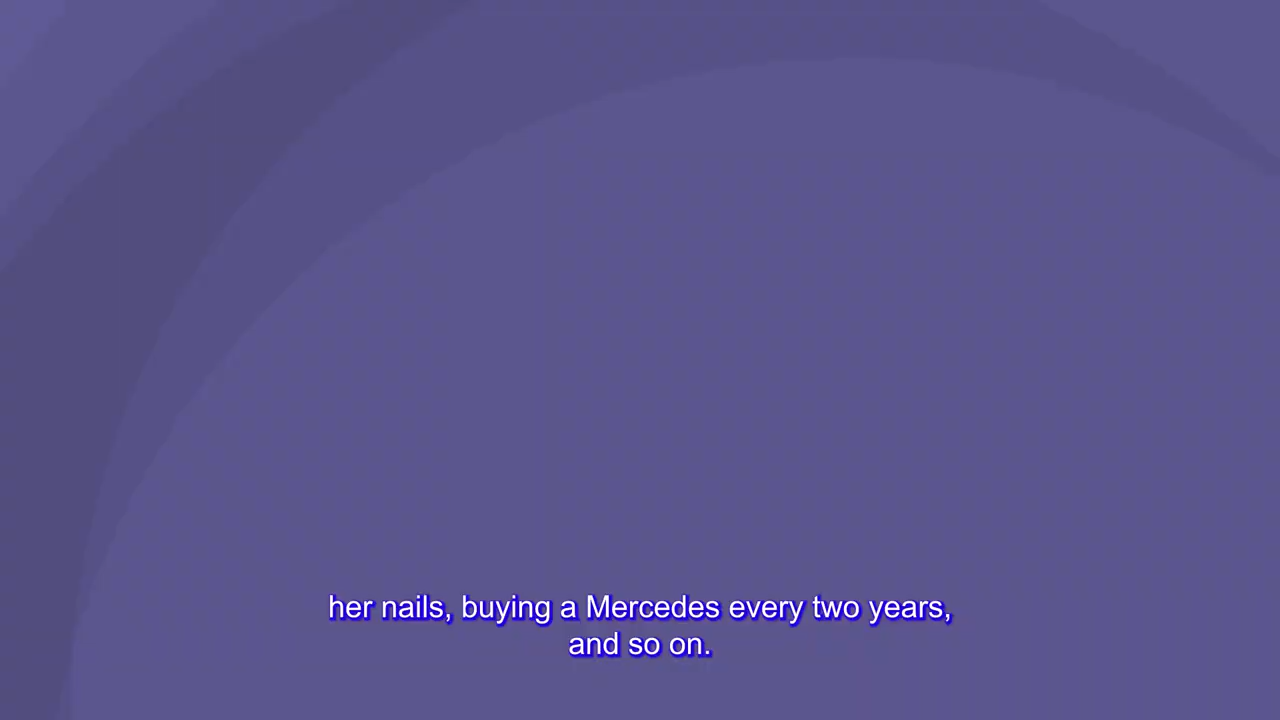 her nails, buying a Mercedes every two years,
and so on.